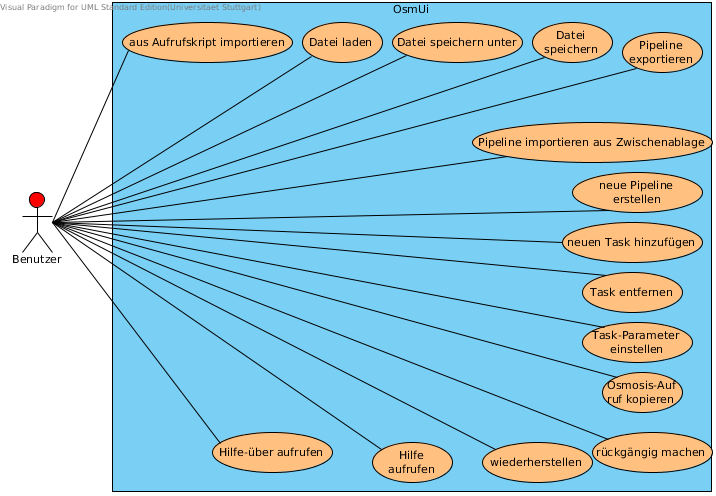 Visual Paradigm for UML Standard Edition(Universitaet Stuttgart)
OsmUi
aus Aufrufskript importieren
Datei laden
Datei speichern unter
Datei
speichern
Pipeline
exportieren
Pipeline importieren aus Zwischenablage
neue Pipeline
erstellen
neuen Task hinzufügen
Benutzer
Task entfernen
Task-Parameter
einstellen
Osmosis-Auf
ruf kopieren
Hilfe-über aufrufen
Hilfe
aufrufen
wiederherstellen
rückgängig machen